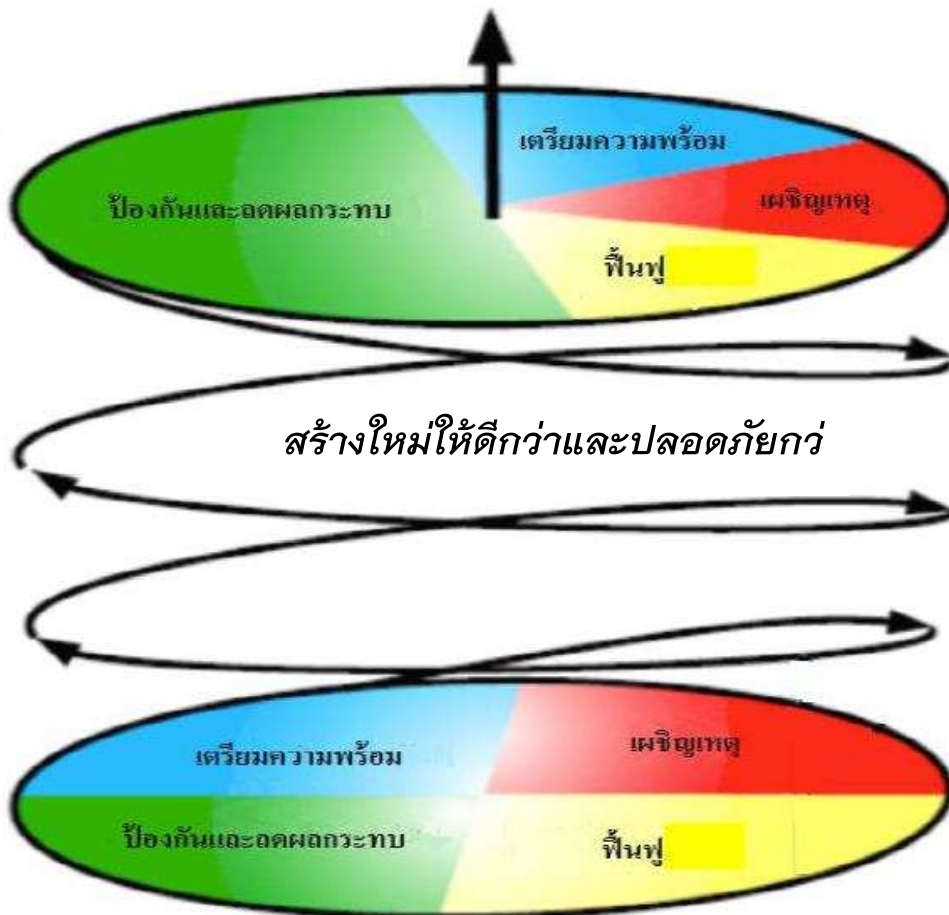 เตรียมความพร้อม
ป้องกันและลดผลกระทบ
เผชิญเหตุ
ฟื้นฟู
สร้างใหม่ให้ดีกว่าและปลอดภัยกว่
เตรียมความพร้อม
เผชิญเหตุ
ป้องกันและลดผลกระทบ
ฟื้นฟู